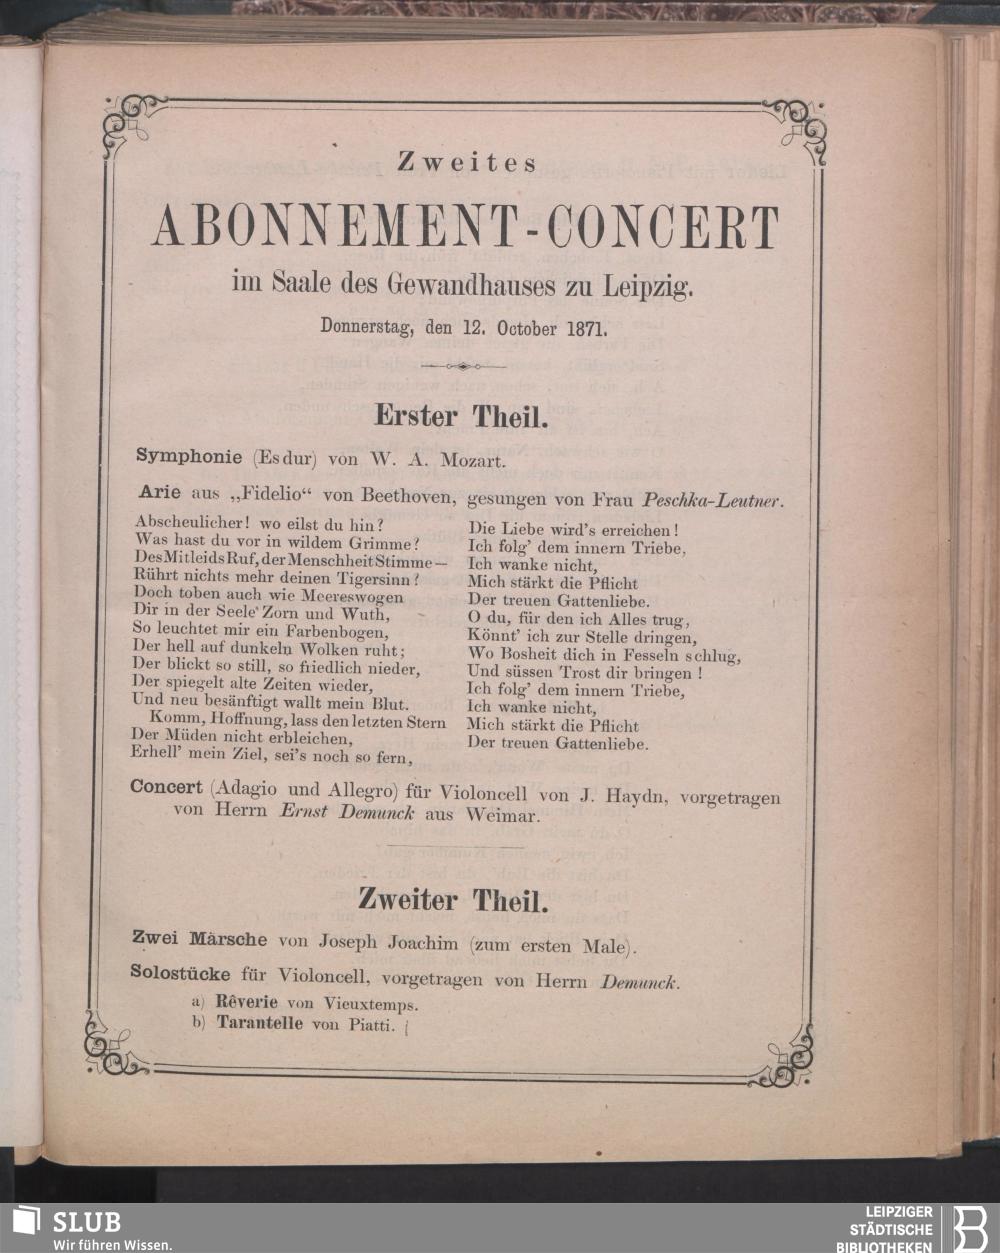 Zweites
ABONNEMENT-CONCERT
im Saale des Gewandhauses zu Leipzig.
Donnerstag, den 12. October 1871.
Erster Theil.
Symphonie (Es dur) von W. A. Mozart.
Arie aus „Fidelio“ von Beethoven, gesungen von Frau Peschka-Leutner.
Abscheulicher! wo eilst du hin?
Was hast du vor in wildem Grimme?
Des Mitleids Ruf, der Menschheit Stimme —
Rührt nichts mehr deinen Tigersinn?
Doch toben auch wie Meereswogen
Dir in der Seele Zorn und Wuth,
So leuchtet mir ein Farbenbogen,
Der hell auf dunkeln Wolken ruht;
Der blickt so still, so friedlich nieder,
Der spiegelt alte Zeiten wieder,
Und neu besänftigt wallt mein Blut.
Komm, Hoffnung, lass den letzten Stern
Der Müden nicht erbleichen,
Erhell' mein Ziel, sei's noch so fern,
Die Liebe wird's erreichen!
Ich folg' dem innern Triebe,
Ich wanke nicht,
Mich stärkt die Pflicht
Der treuen Gattenliebe.
O du, für den ich Alles trug,
Könnt' ich zur Stelle dringen,
Wo Bosheit dich in Fesseln schlug,
Und süssen Trost dir bringen!
Ich folg' dem innern Triebe,
Ich wanke nicht,
Mich stärkt die Pflicht
Der treuen Gattenliebe.
Concert (Adagio und Allegro) für Violoncell von J. Haydn, vorgetragen
von Herrn Ernst Demunck aus Weimar.
Zweiter Theil.
Zwei Märsche von Joseph Joachim (zum ersten Male).
Solostücke für Violoncell, vorgetragen von Herrn Demunck.
a) Rêverie von Vieuxtemps.
b) Tarantelle von Piatti.
SLUB
Wir führen Wissen.
LEIPZIGER
STÄDTISCHE
BIBLIOTHEKEN